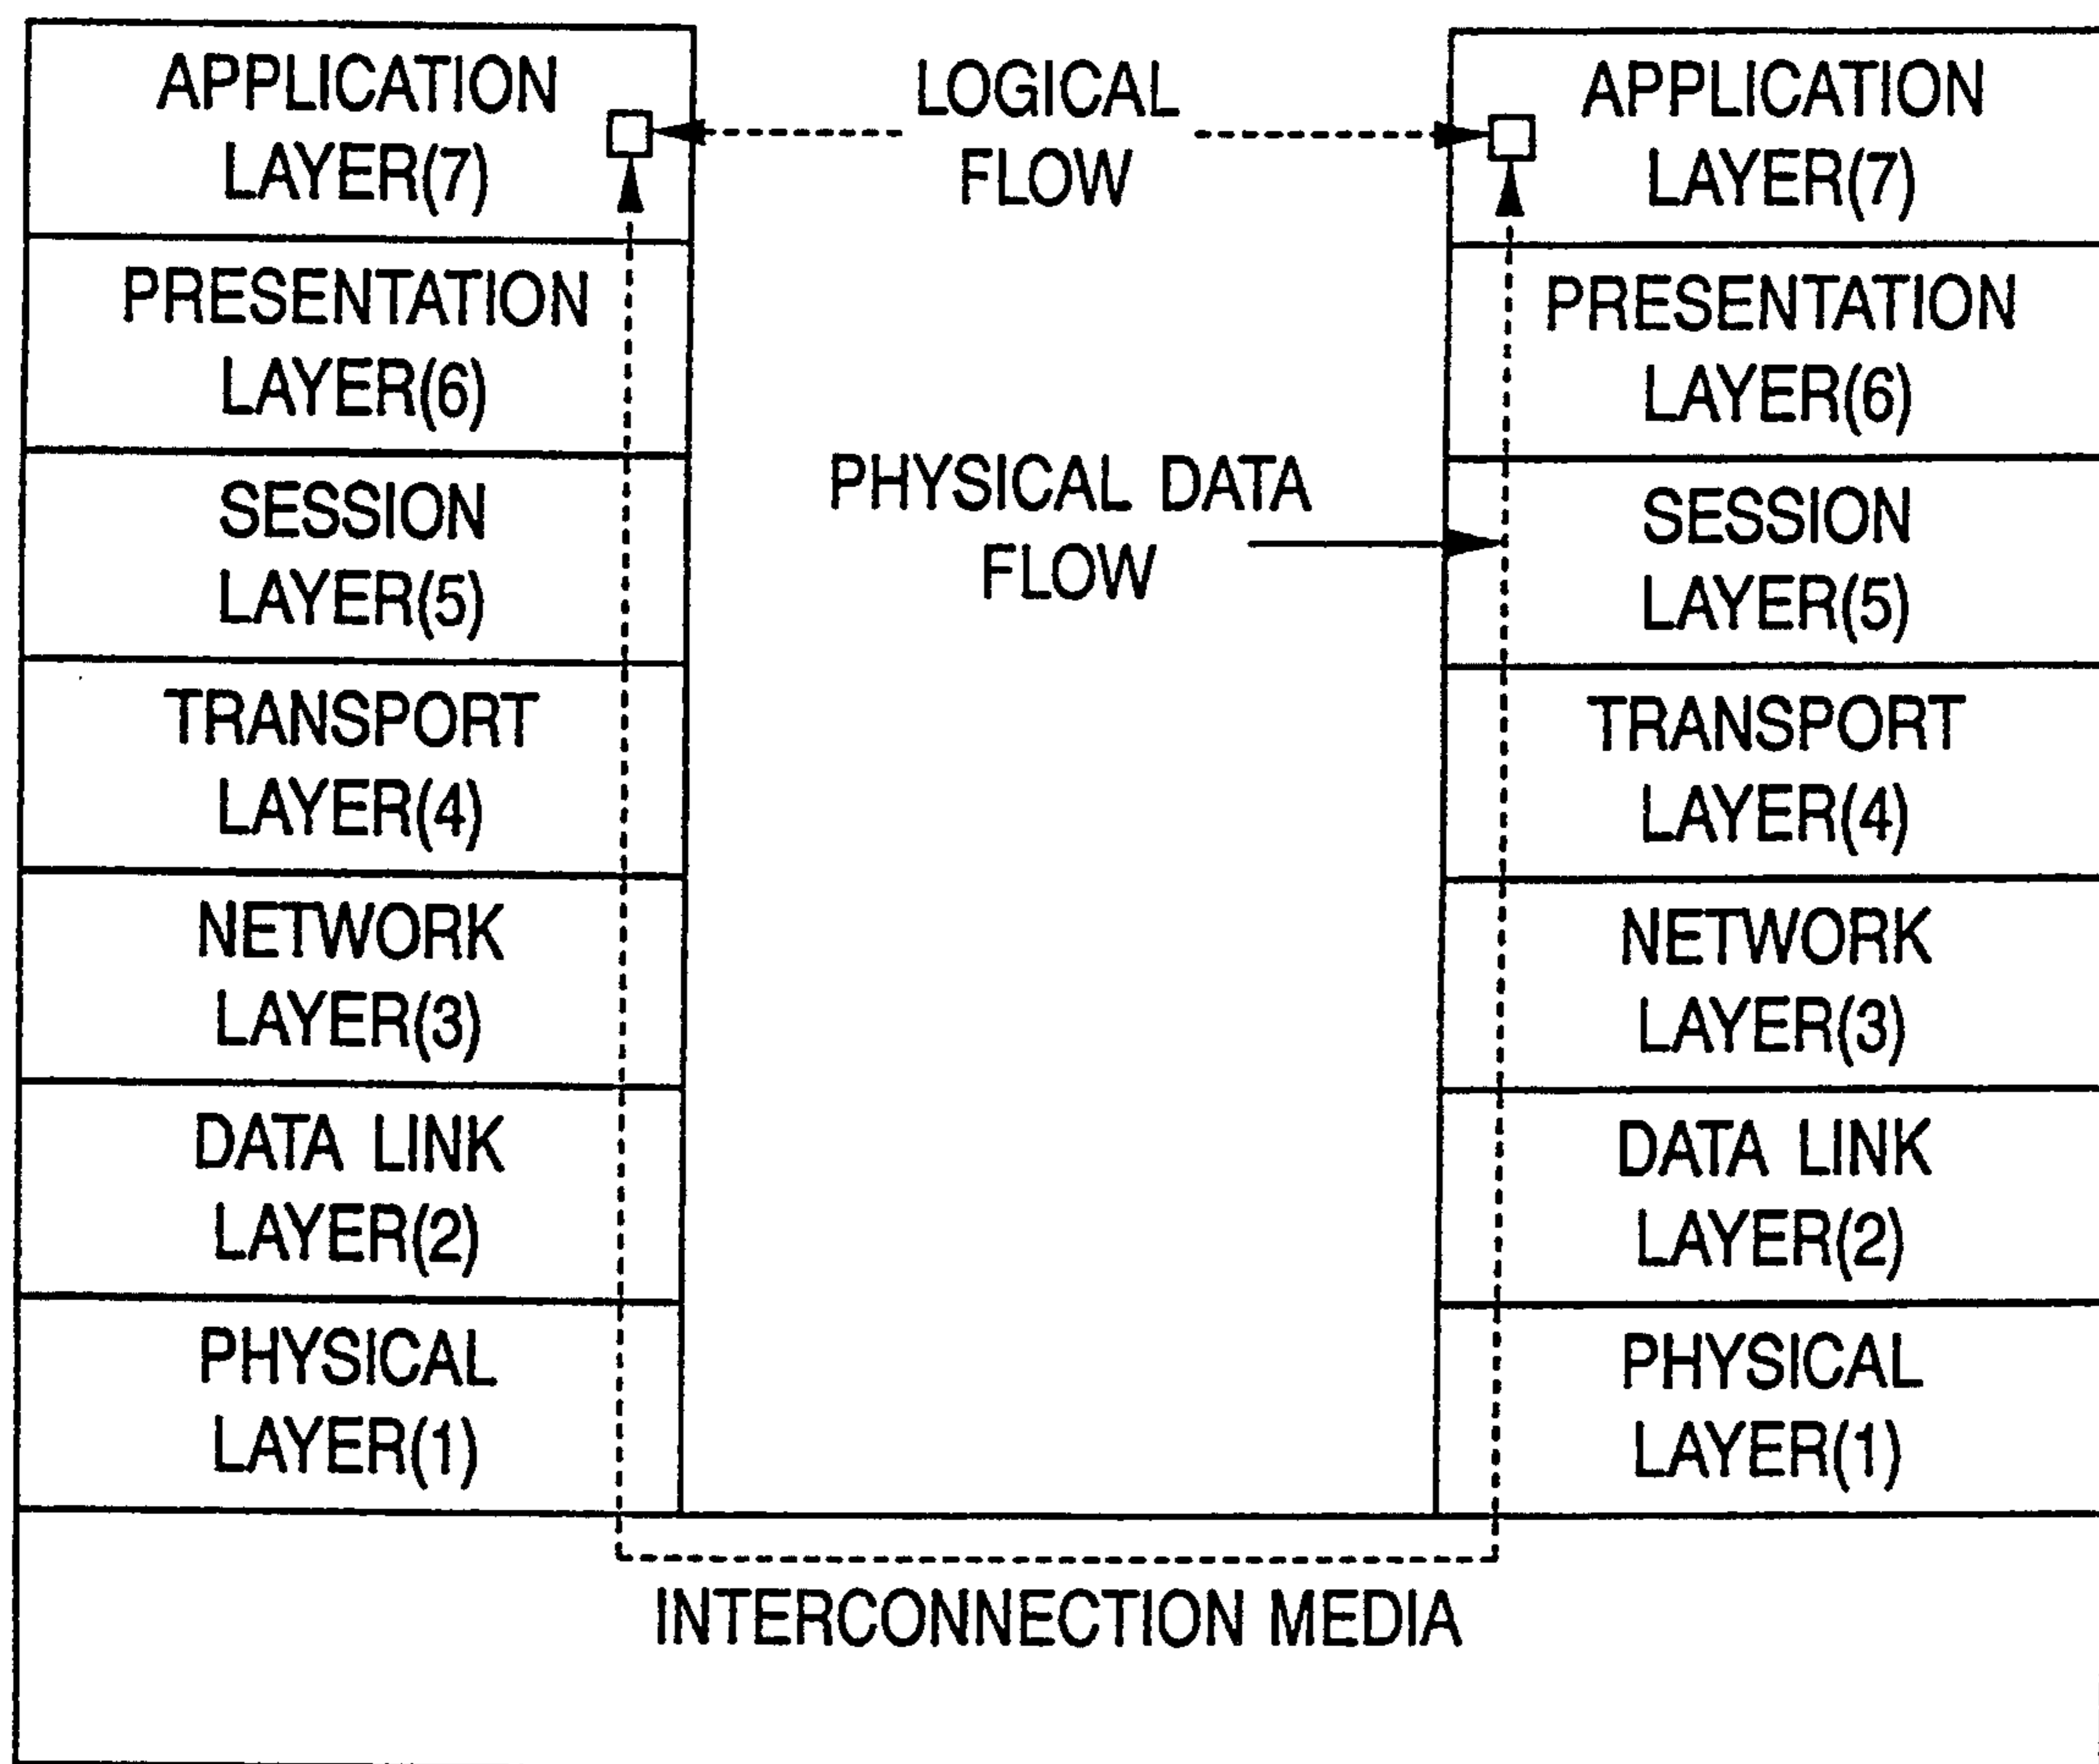 APPLICATION
LAYER(7)
PRESENTATION
LAYER(6)
SESSION
LAYER(5)
TRANSPORT
LAYER(4)
NETWORK
LAYER(3)
DATA LINK
LAYER(2)
PHYSICAL
LAYER(1)
LOGICAL
FLOW
PHYSICAL DATA
FLOW
APPLICATION
LAYER(7)
PRESENTATION
LAYER(6)
SESSION
LAYER(5)
TRANSPORT
LAYER(4)
NETWORK
LAYER(3)
DATA LINK
LAYER(2)
PHYSICAL
LAYER(1)
INTERCONNECTION MEDIA